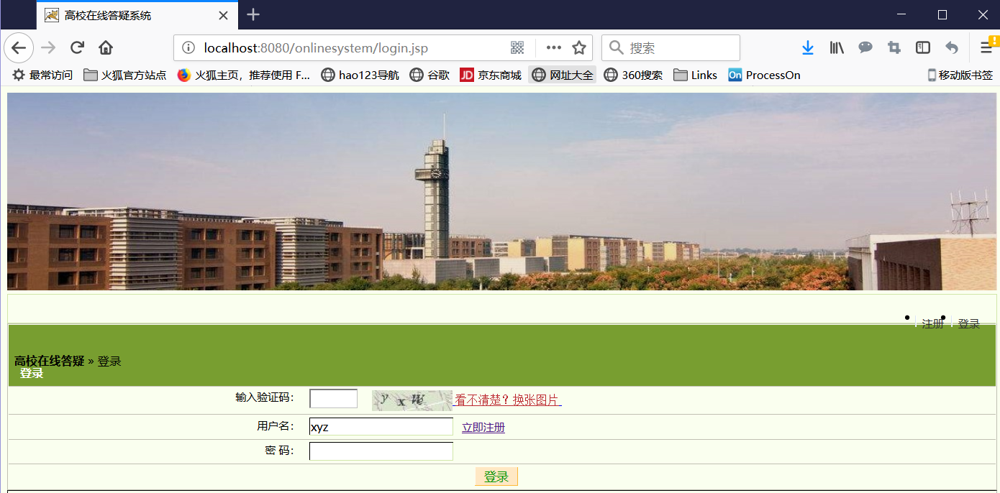 高校在线答疑系统
localhost:8080/onlinesystem/login.jsp
搜索
最常访问 火狐官方站点 火狐主页，推荐使用 F... hao123导航 谷歌 JD 京东商城 网址大全 360搜索 Links On ProcessOn 移动版书签
注册 登录
高校在线答疑 » 登录
登录
输入验证码： y x W 看不清楚？换张图片
用户名： xyz 立即注册
密 码：
登录